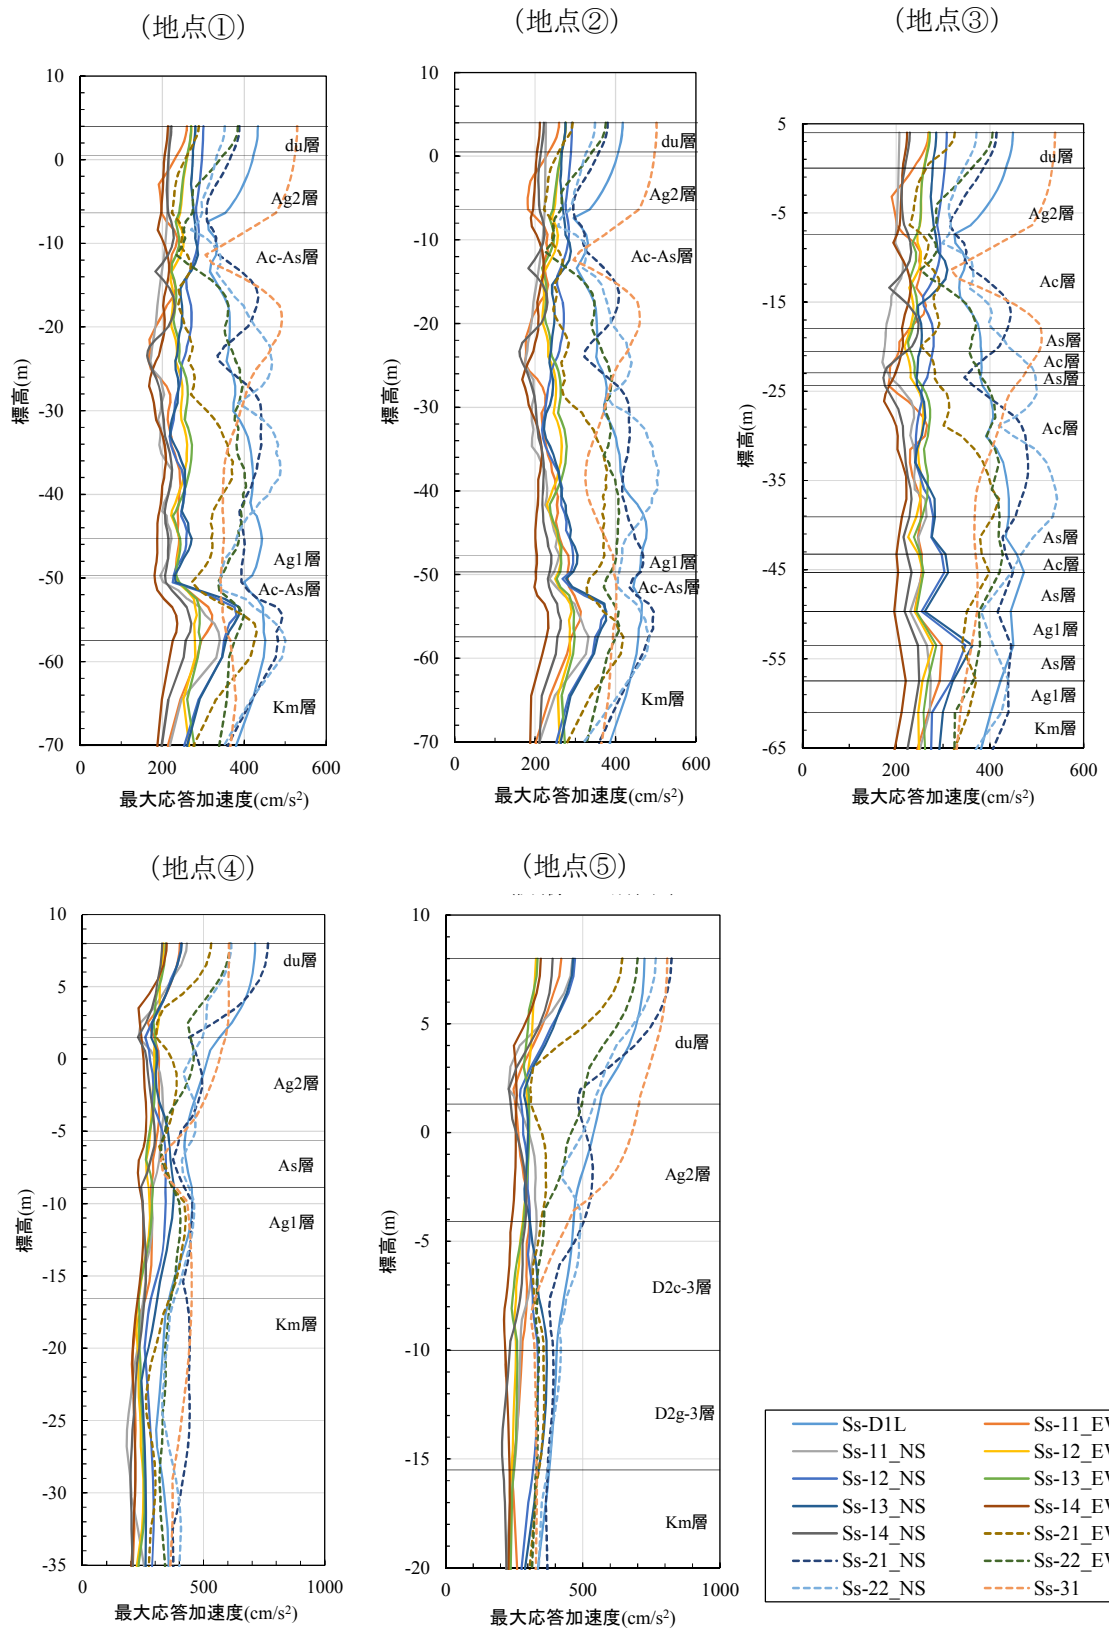 (地点①)
10
0
-10
-20
-30
-40
-50
-60
-70
標高(m)
du層
Ag2層
Ac-As層
Ag1層
Ac-As層
Km層
0 200 400 600
最大応答加速度(cm/s²)
(地点②)
10
0
-10
-20
-30
-40
-50
-60
-70
標高(m)
du層
Ag2層
Ac-As層
Ag1層
Ac-As層
Km層
0 200 400 600
最大応答加速度(cm/s²)
(地点③)
5
-5
-15
-25
-35
-45
-55
-65
標高(m)
du層
Ag2層
Ac層
As層
Ac層
As層
Ac層
As層
Ac層
As層
Ag1層
As層
Ag1層
Km層
0 200 400 600
最大応答加速度(cm/s²)
(地点④)
10
5
0
-5
-10
-15
-20
-25
-30
-35
標高(m)
du層
Ag2層
As層
Ag1層
Km層
0 500 1000
最大応答加速度(cm/s²)
(地点⑤)
10
5
0
-5
-10
-15
-20
標高(m)
du層
Ag2層
D2c-3層
D2g-3層
Km層
0 500 1000
最大応答加速度(cm/s²)
Ss-D1L Ss-11_EW
Ss-11_NS Ss-12_EW
Ss-12_NS Ss-13_EW
Ss-13_NS Ss-14_EW
Ss-14_NS Ss-21_EW
Ss-21_NS Ss-22_EW
Ss-22_NS Ss-31